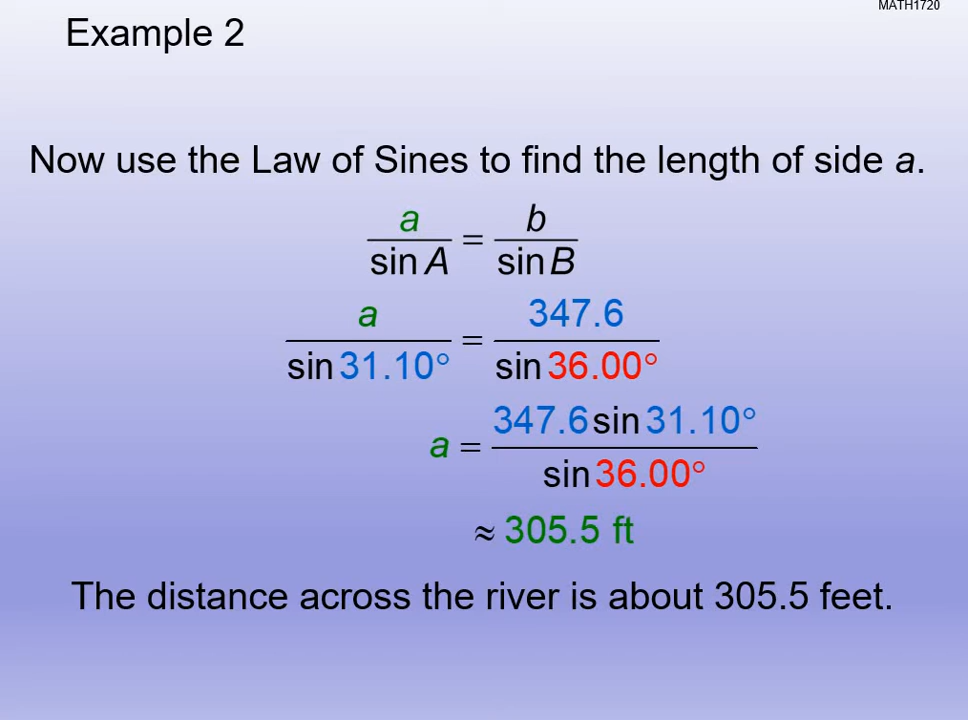 MATH1720
Example 2
Now use the Law of Sines to find the length of side a.
a/sin A = b/sin B
a/sin 31.10° = 347.6/sin 36.00°
a = 347.6 sin 31.10°/sin 36.00°
≈ 305.5 ft
The distance across the river is about 305.5 feet.